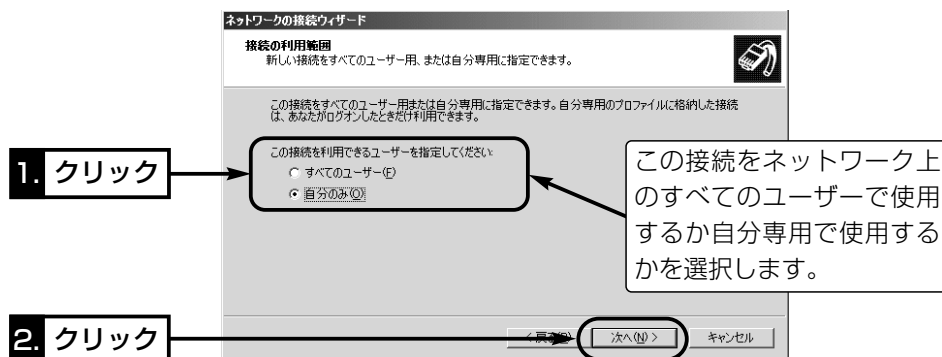 ネットワークの接続ウィザード
接続の利用範囲
新しい接続をすべてのユーザー用、または自分専用に指定できます。
この接続をすべてのユーザー用または自分専用に指定できます。自分専用のプロファイルに格納した接続
は、あなたがログオンしたときだけ利用できます。
この接続を利用できるユーザーを指定してください:
すべてのユーザー(E)
自分のみ(O)
1. クリック
この接続をネットワーク上
のすべてのユーザーで使用
するか自分専用で使用する
かを選択します。
2. クリック
< 戻る(B)
次へ(N) >
キャンセル